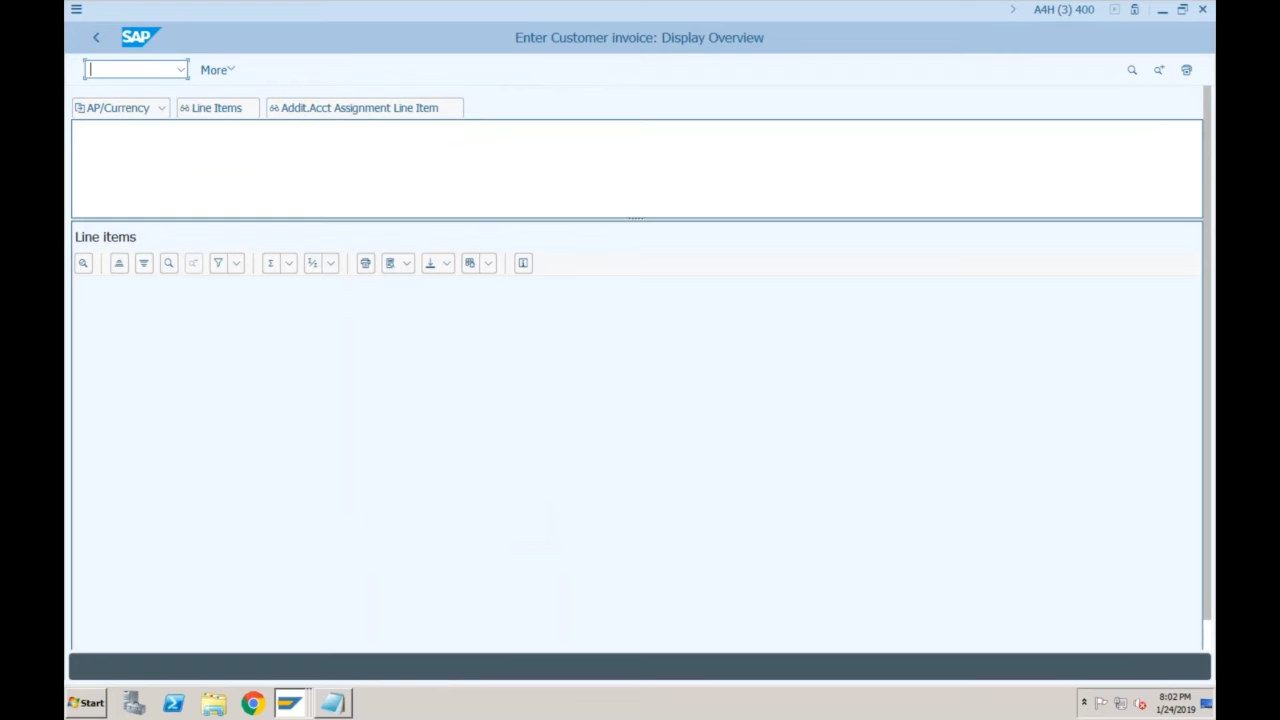 A4H (3) 400
SAP
Enter Customer invoice: Display Overview
More
AP/Currency
Line Items
Addit.Acct Assignment Line Item
Line items
Start
8:02 PM
1/24/2019